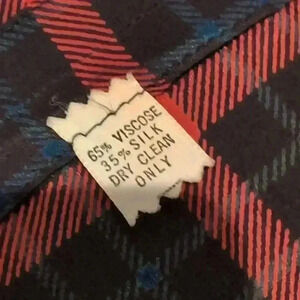 65% VISCOSE
35% SILK
DRY CLEAN
ONLY